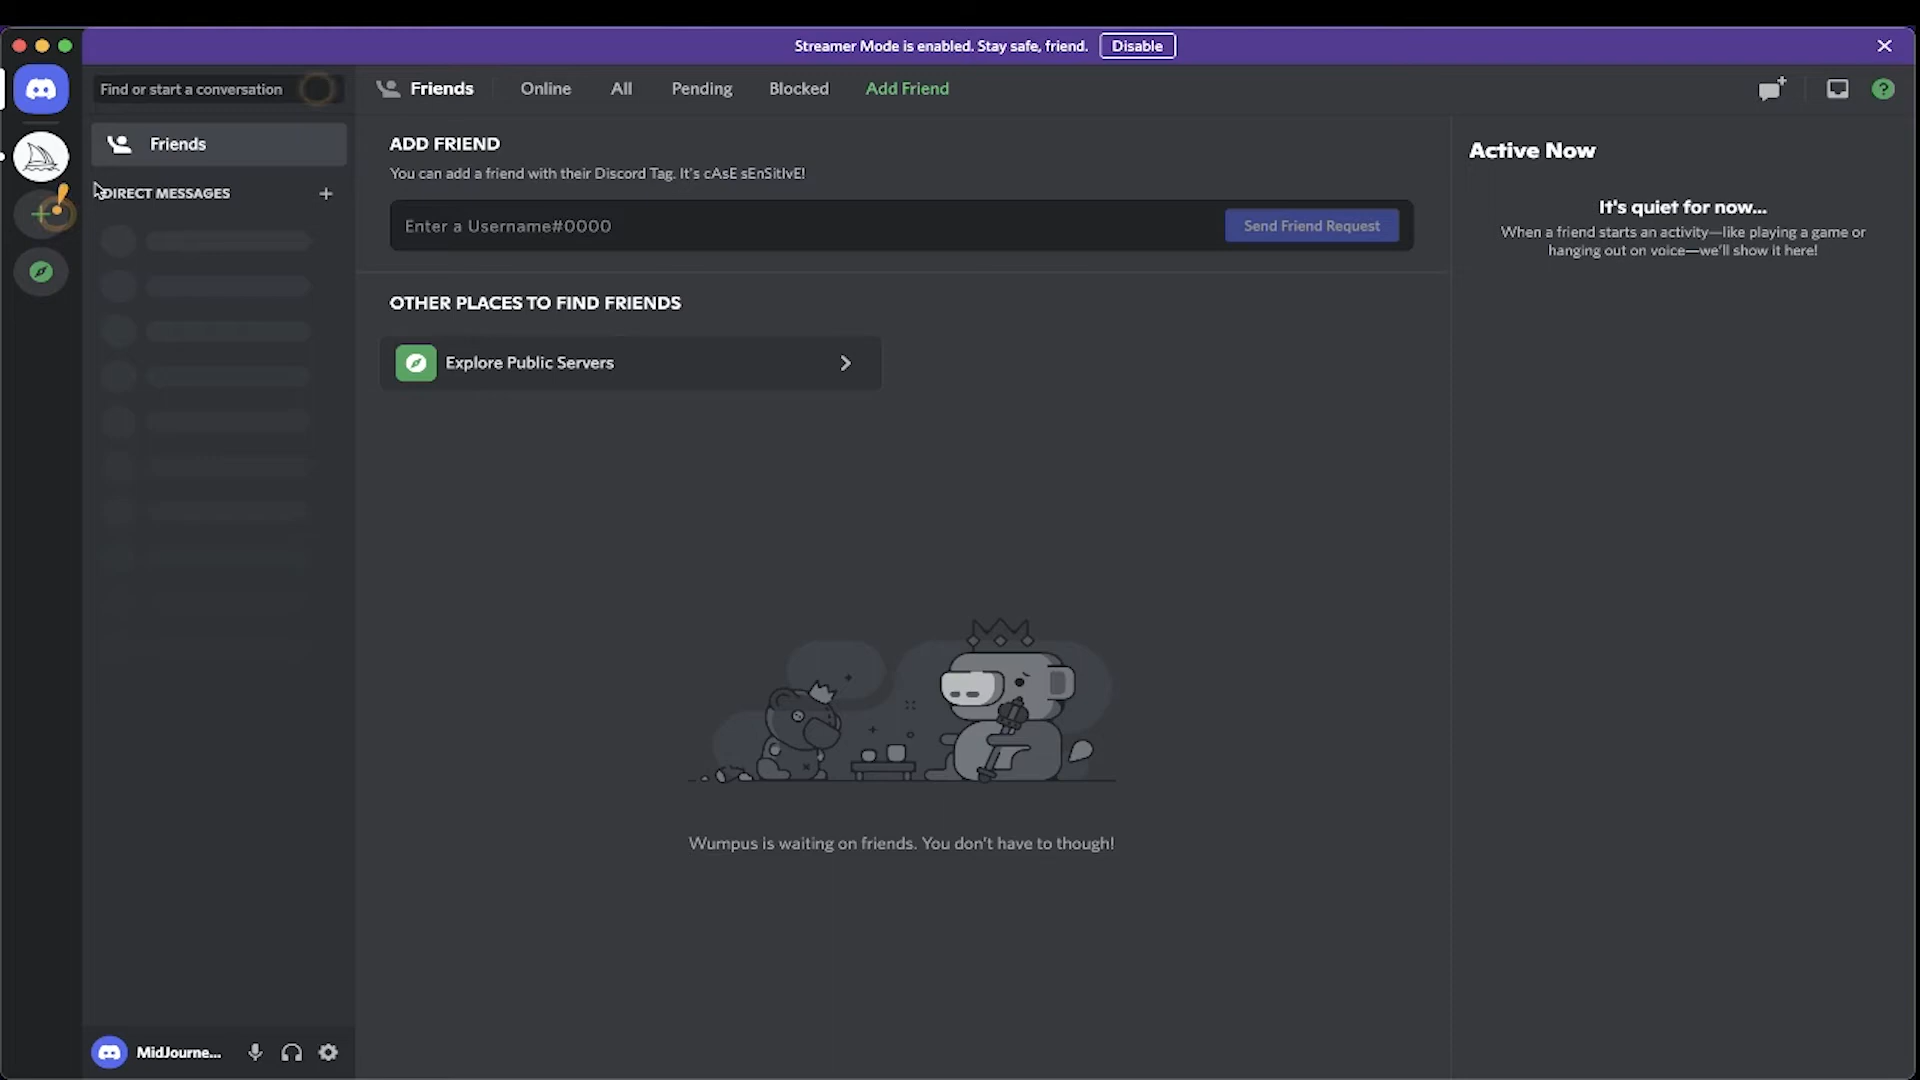 Streamer Mode is enabled. Stay safe, friend. Disable
Find or start a conversation
Friends Online All Pending Blocked Add Friend
Friends
DIRECT MESSAGES
ADD FRIEND
You can add a friend with their Discord Tag. It's cAsE sEnSitIvE!
Enter a Username#0000 Send Friend Request
OTHER PLACES TO FIND FRIENDS
Explore Public Servers
Wumpus is waiting on friends. You don't have to though!
Active Now
It's quiet for now...
When a friend starts an activity—like playing a game or
hanging out on voice—we'll show it here!
MidJourne...